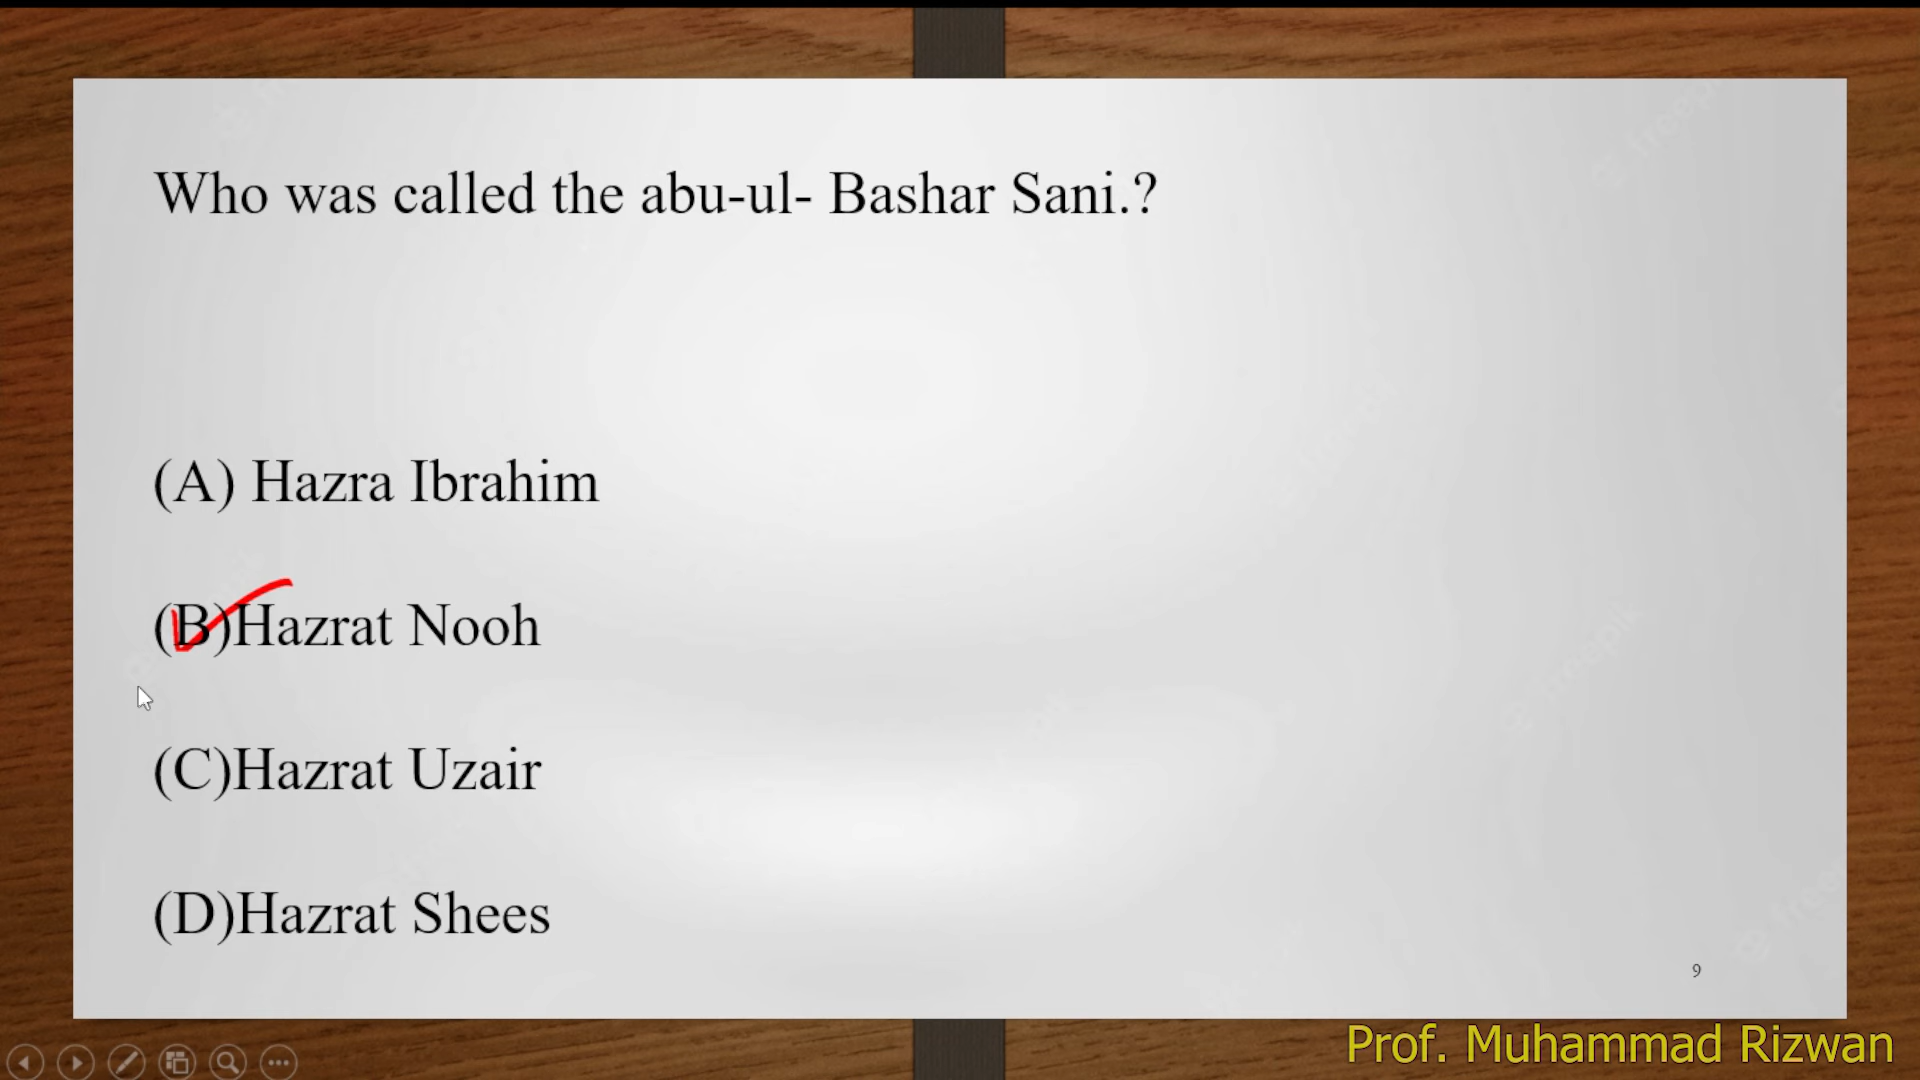 Who was called the abu-ul- Bashar Sani.?
(A) Hazra Ibrahim
(B)Hazrat Nooh
(C)Hazrat Uzair
(D)Hazrat Shees
9
Prof. Muhammad Rizwan